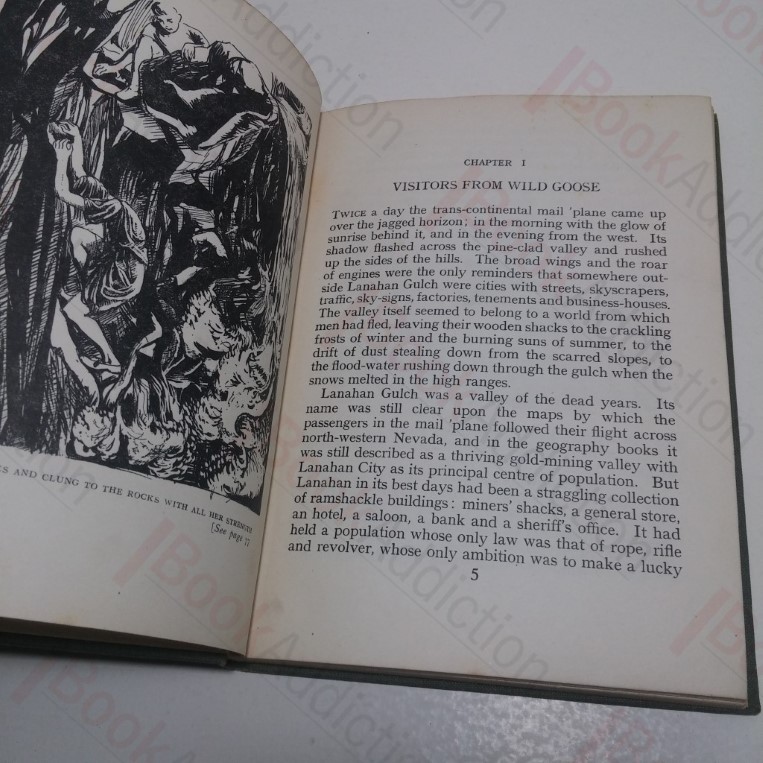 AND CLUNG TO THE ROCKS WITH ALL HER STRENGTH
[See page
CHAPTER I
VISITORS FROM WILD GOOSE
TWICE a day the trans-continental mail 'plane came up
over the jagged horizon; in the morning with the glow of
sunrise behind it, and in the evening from the west. Its
shadow flashed across the pine-clad valley and rushed
up the sides of the hills. The broad wings and the roar
of engines were the only reminders that somewhere out-
side Lanahan Gulch were cities with streets, skyscrapers,
traffic, sky-signs, factories, tenements and business-houses.
The valley itself seemed to belong to a world from which
men had fled, leaving their wooden shacks to the crackling
frosts of winter and the burning suns of summer, to the
drift of dust stealing down from the scarred slopes, to
the flood-water rushing down through the gulch when the
snows melted in the high ranges.
Lanahan Gulch was a valley of the dead years. Its
name was still clear upon the maps by which the
passengers in the mail 'plane followed their flight across
north-western Nevada, and in the geography books it
was still described as a thriving gold-mining valley with
Lanahan City as its principal centre of population. But
Lanahan in its best days had been a straggling collection
of ramshackle buildings: miners' shacks, a general store,
an hotel, a saloon, a bank and a sheriff's office. It had
held a population whose only law was that of rope, rifle
and revolver, whose only ambition was to make a lucky
5
BookAddiction